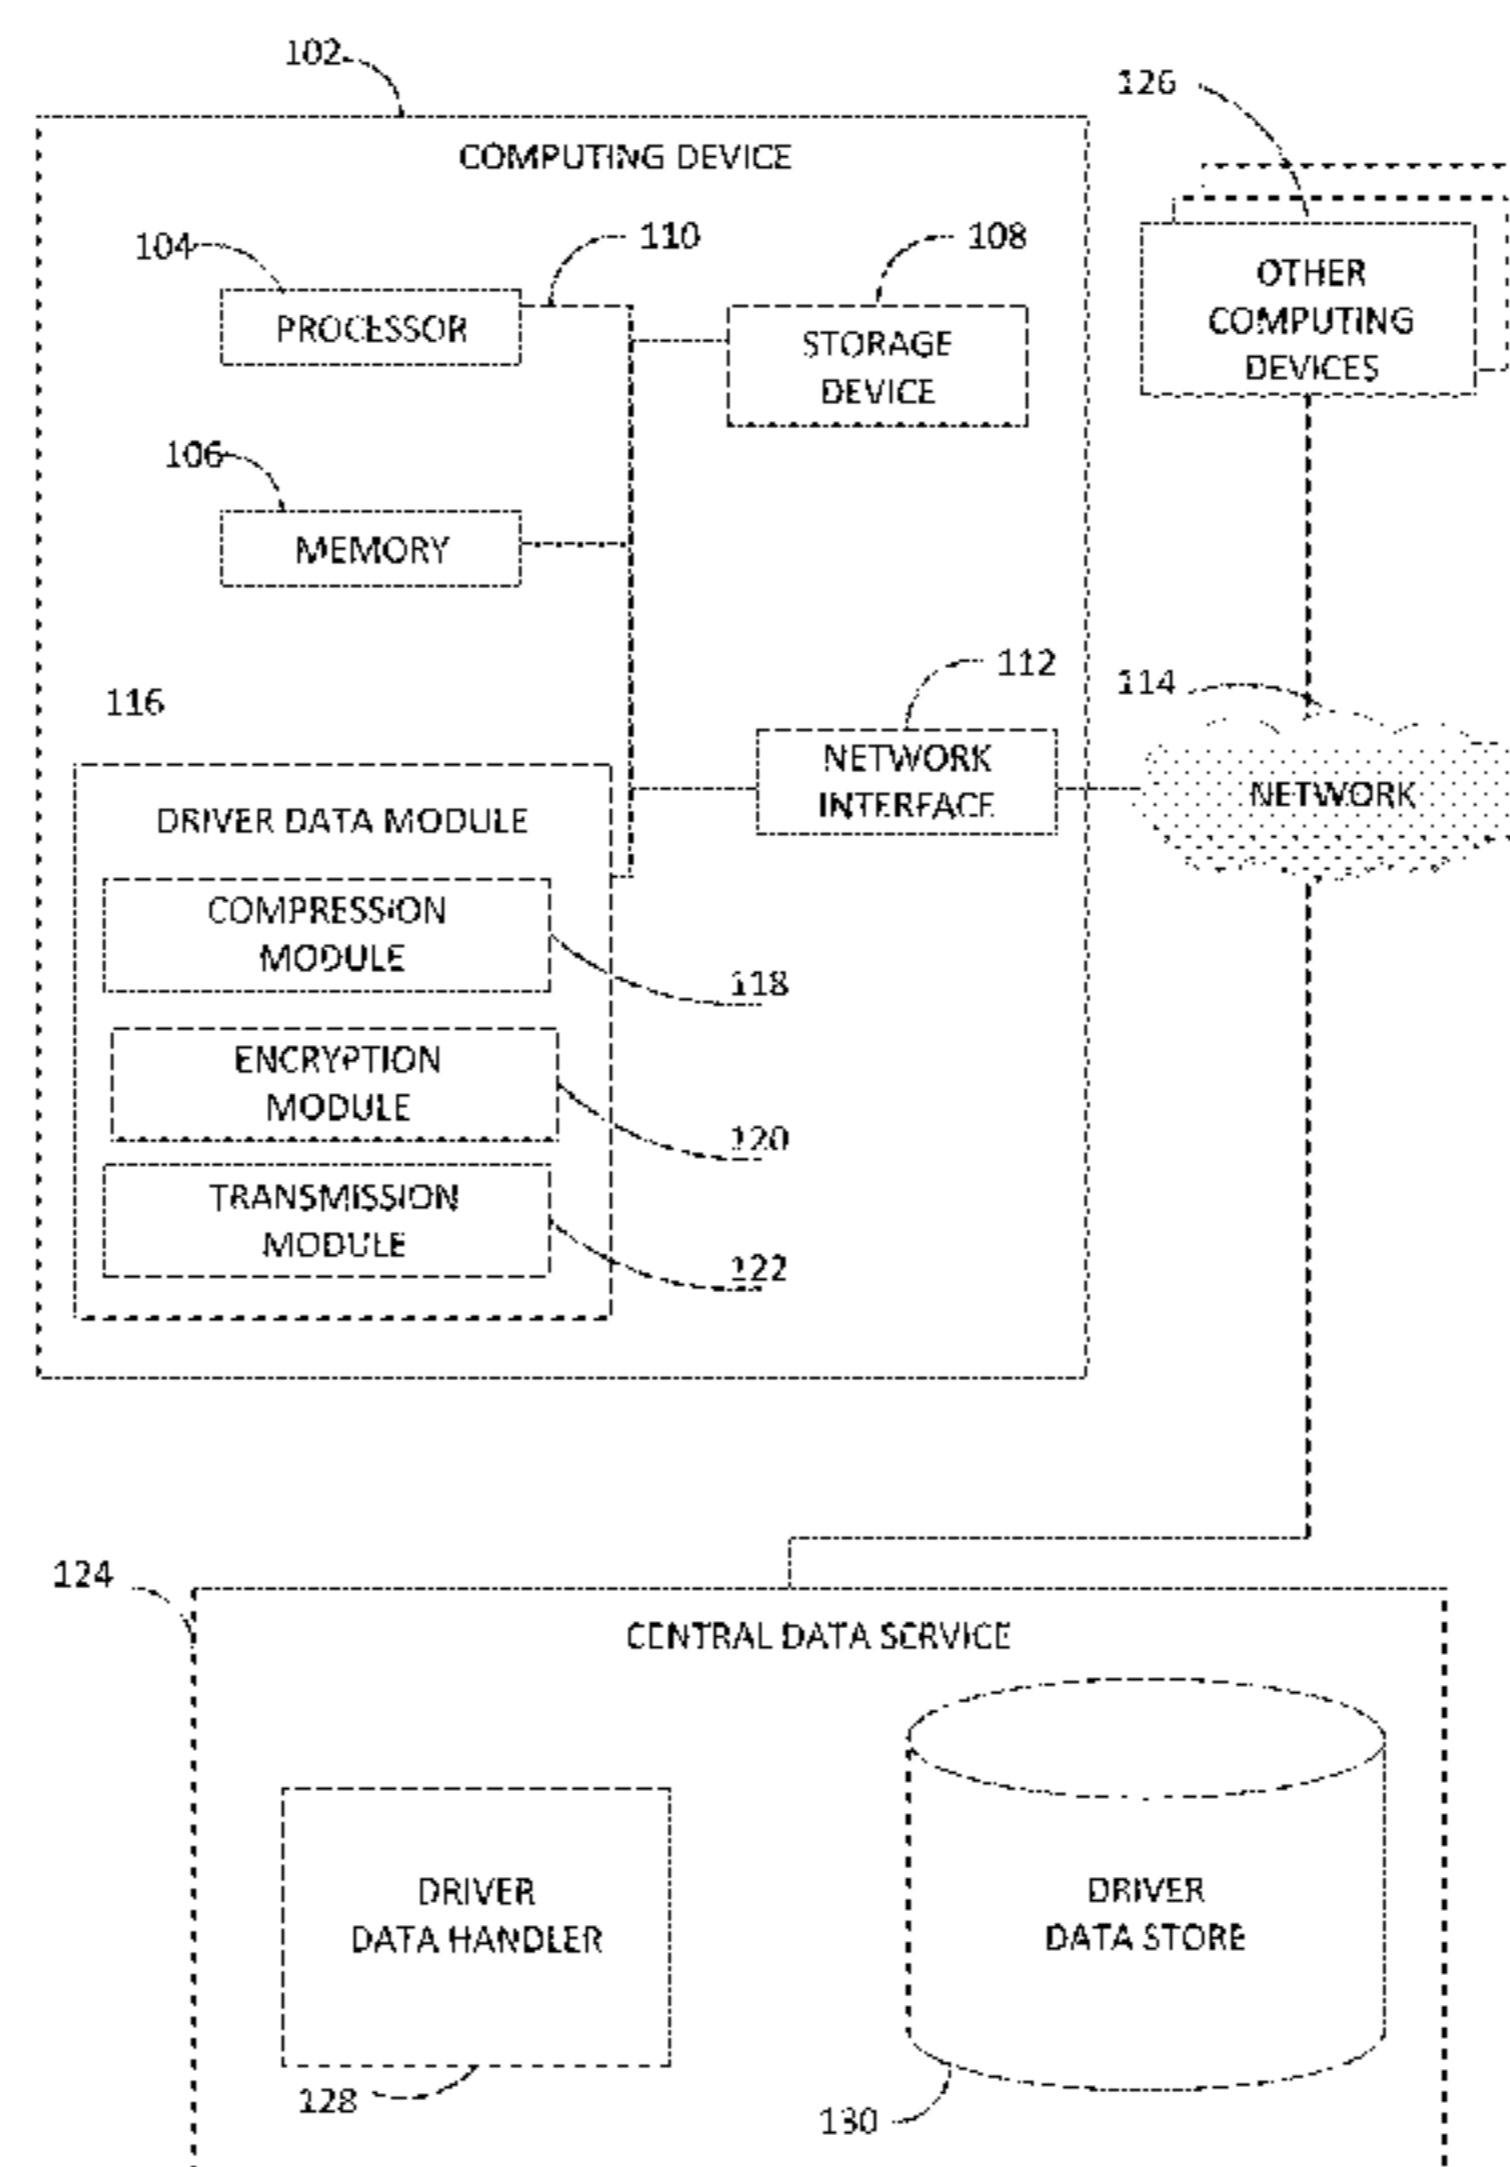 102
126
COMPUTING DEVICE
104
110
108
PROCESSOR
STORAGE
DEVICE
OTHER
COMPUTING
DEVICES
106
MEMORY
116
112
114
NETWORK
INTERFACE
NETWORK
DRIVER DATA MODULE
COMPRESSION
MODULE
118
ENCRYPTION
MODULE
120
TRANSMISSION
MODULE
122
124
CENTRAL DATA SERVICE
DRIVER
DATA HANDLER
DRIVER
DATA STORE
128
130